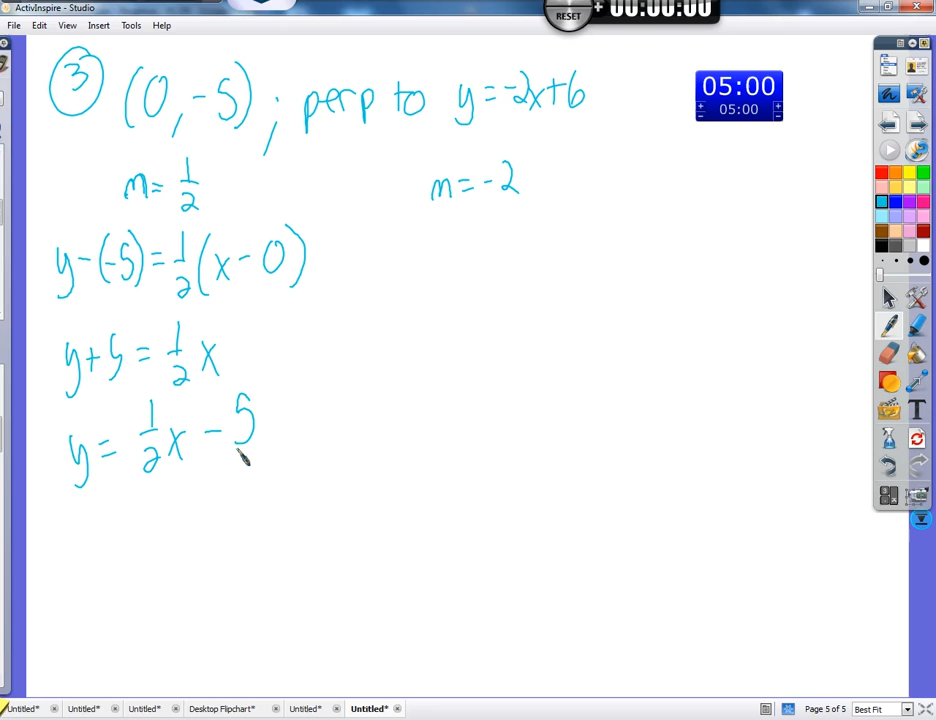 ActivInspire - Studio
File Edit View Insert Tools Help
RESET 00:00:00
05:00
05:00
③ (0, -5); perp to y = -2x+6
m = 1/2 m = -2
y - (-5) = 1/2 (x - 0)
y + 5 = 1/2 x
y = 1/2 x - 5
T
Untitled* Untitled* Untitled* Desktop Flipchart* Untitled* Untitled* Page 5 of 5 Best Fit